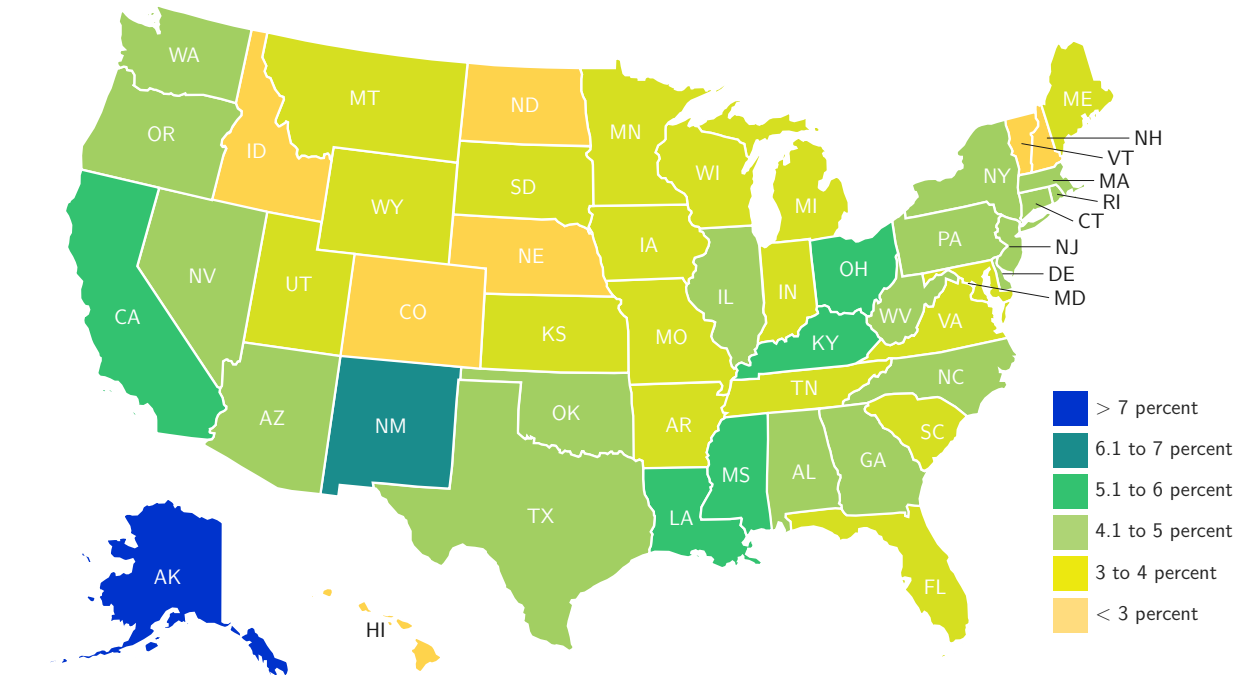 WA
ME
MT
ND
OR
MN
NH
ID
VT
WI
NY
MA
SD
RI
WY
MI
CT
PA
IA
NJ
NE
OH
NV
DE
UT
IN
IL
MD
CO
WV
CA
VA
KS
MO
KY
NC
TN
> 7 percent
OK
AZ
NM
AR
SC
6.1 to 7 percent
GA
AL
MS
5.1 to 6 percent
TX
LA
4.1 to 5 percent
AK
3 to 4 percent
FL
< 3 percent
HI